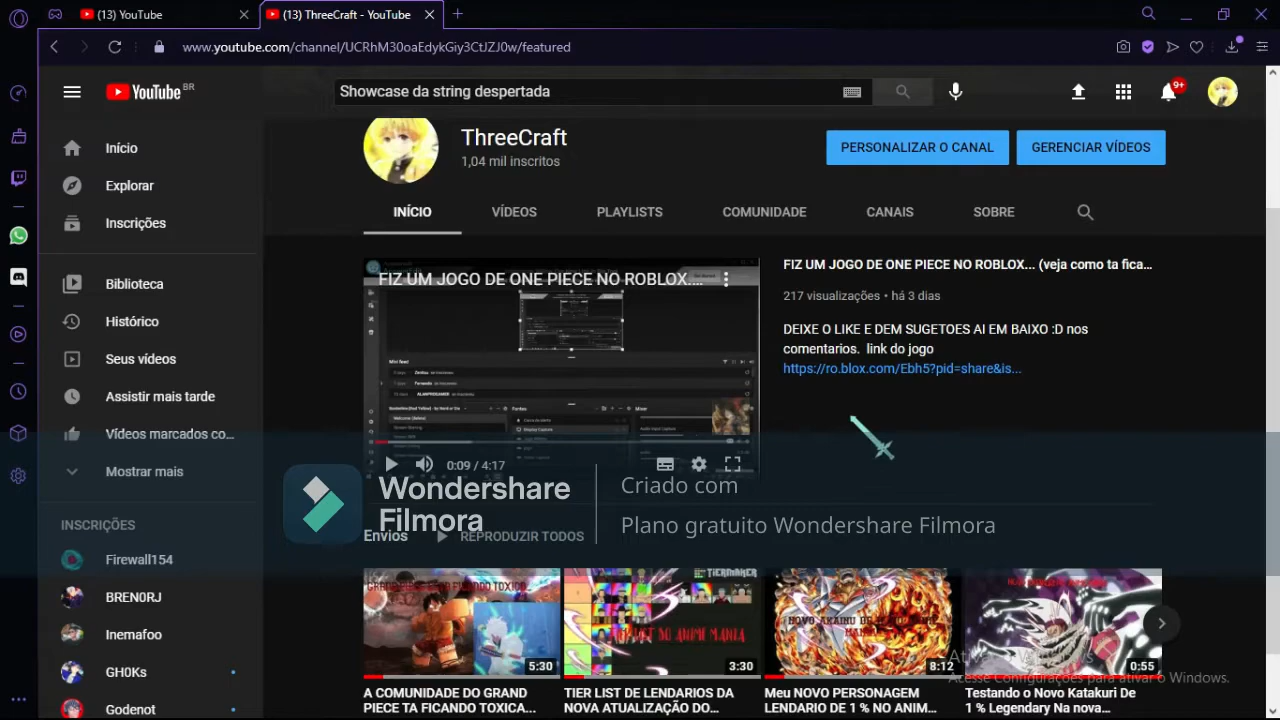 (13) YouTube
(13) ThreeCraft - YouTube
www.youtube.com/channel/UCRhM30oaEdykGiy3CtJZJ0w/featured
YouTube BR
Showcase da string despertada
9+
Início
Explorar
Inscrições
Biblioteca
Histórico
Seus vídeos
Assistir mais tarde
Vídeos marcados co...
Mostrar mais
INSCRIÇÕES
Firewall154
BREN0RJ
Inemafoo
GH0Ks
Godenot
ThreeCraft
1,04 mil inscritos
PERSONALIZAR O CANAL
GERENCIAR VÍDEOS
INÍCIO
VÍDEOS
PLAYLISTS
COMUNIDADE
CANAIS
SOBRE
FIZ UM JOGO DE ONE PIECE NO ROBLOX....
0:09 / 4:17
FIZ UM JOGO DE ONE PIECE NO ROBLOX... (veja como ta fica...
217 visualizações • há 3 dias
DEIXE O LIKE E DEM SUGETOES AI EM BAIXO :D nos
comentarios. link do jogo
https://ro.blox.com/Ebh5?pid=share&is...
Wondershare
Filmora
Criado com
Plano gratuito Wondershare Filmora
Envios
REPRODUZIR TODOS
5:30
TIERMAKER
3:30
8:12
0:55
A COMUNIDADE DO GRAND
PIECE TA FICANDO TOXICA...
TIER LIST DE LENDARIOS DA
NOVA ATUALIZAÇÃO DO...
Meu NOVO PERSONAGEM
LENDARIO DE 1 % NO ANIM...
Testando o Novo Katakuri De
1 % Legendary Na nova...
Acesse Configurações para ativar o Windows.